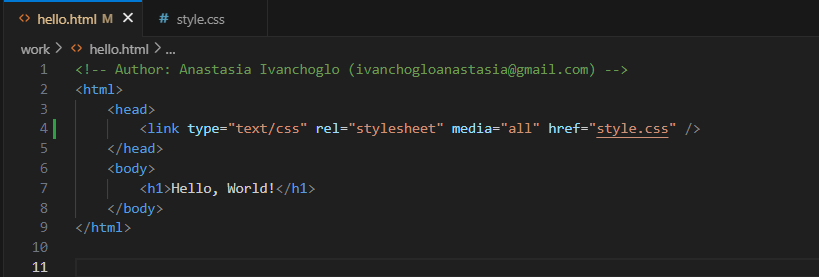 <> hello.html M ✕ # style.css
work > <> hello.html > ...
1 <!-- Author: Anastasia Ivanchoglo (ivanchogloanastasia@gmail.com) -->
2 <html>
3     <head>
4         <link type="text/css" rel="stylesheet" media="all" href="style.css" />
5     </head>
6     <body>
7         <h1>Hello, World!</h1>
8     </body>
9 </html>
10
11